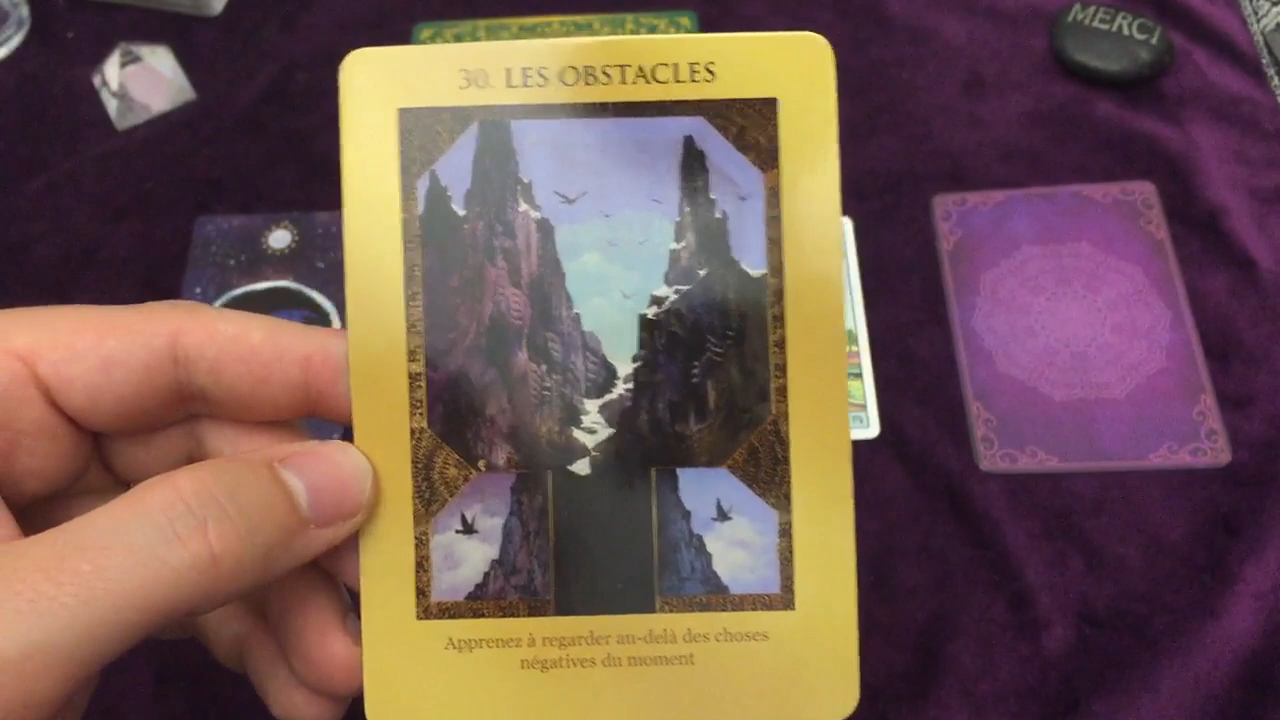 MERCI
30. LES OBSTACLES
Apprenez à regarder au-delà des choses
négatives du moment